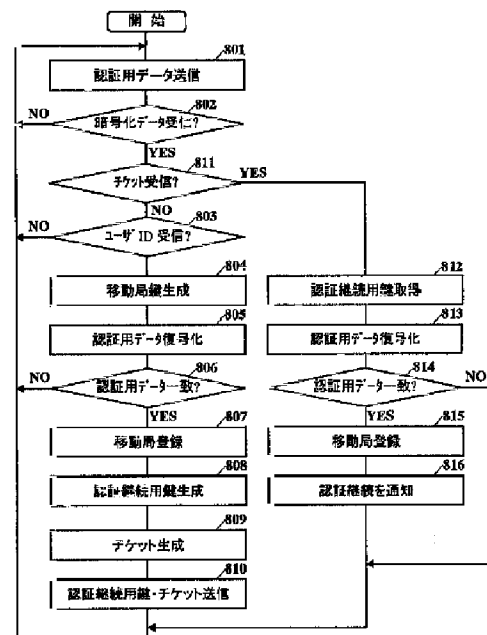 開 始
801
認証用データ送信
802
NO
暗号化データ受信?
YES
811
チケット受信?
YES
NO
803
NO
ユーザID 受信?
804
移動局鍵生成
812
認証継続用鍵取得
805
認証用データ復号化
813
認証用データ復号化
806
NO
認証用データ一致?
YES
814
認証用データ一致?
NO
YES
807
移動局登録
815
移動局登録
808
認証継続用鍵生成
816
認証継続を通知
809
チケット生成
810
認証継続用鍵・チケット送信